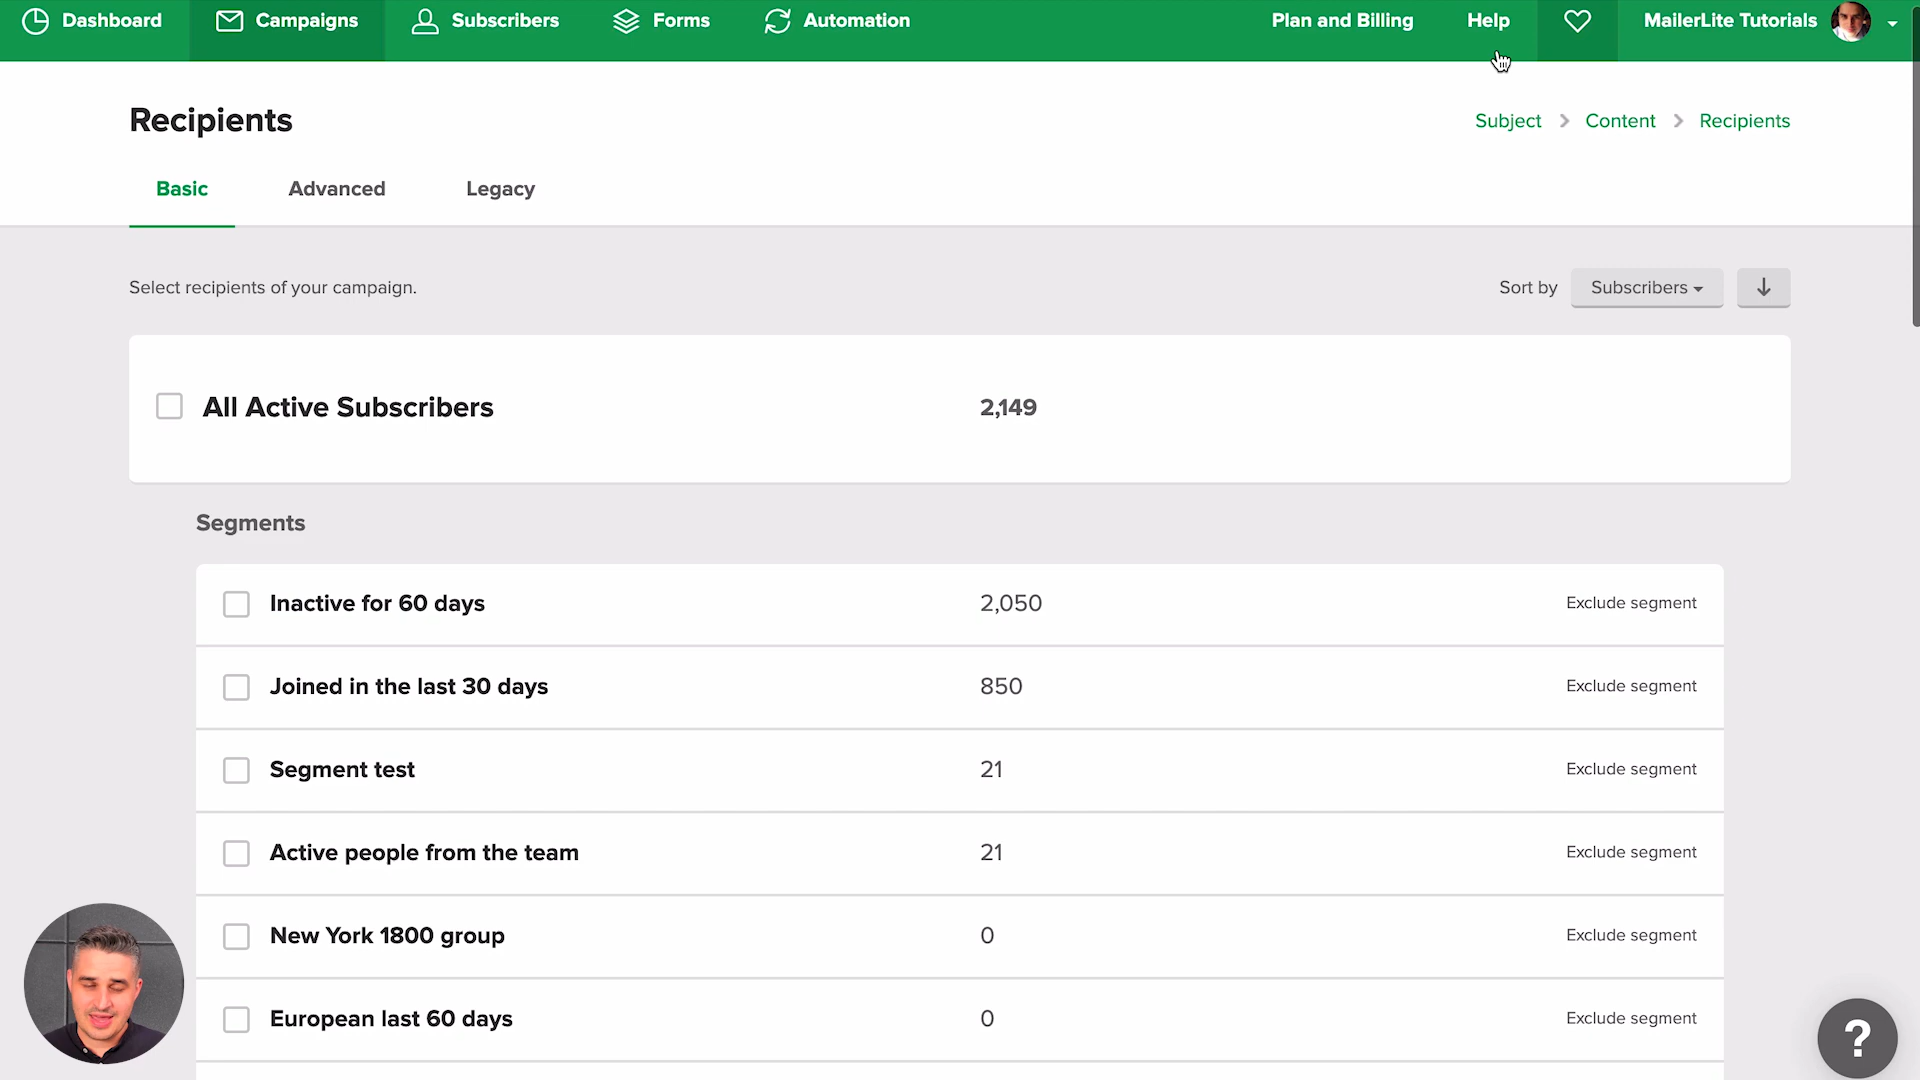 Dashboard Campaigns Subscribers Forms Automation Plan and Billing Help MailerLite Tutorials
Recipients
Subject > Content > Recipients
Basic Advanced Legacy
Select recipients of your campaign.
Sort by Subscribers
All Active Subscribers 2,149
Segments
Inactive for 60 days 2,050 Exclude segment
Joined in the last 30 days 850 Exclude segment
Segment test 21 Exclude segment
Active people from the team 21 Exclude segment
New York 1800 group 0 Exclude segment
European last 60 days 0 Exclude segment
?